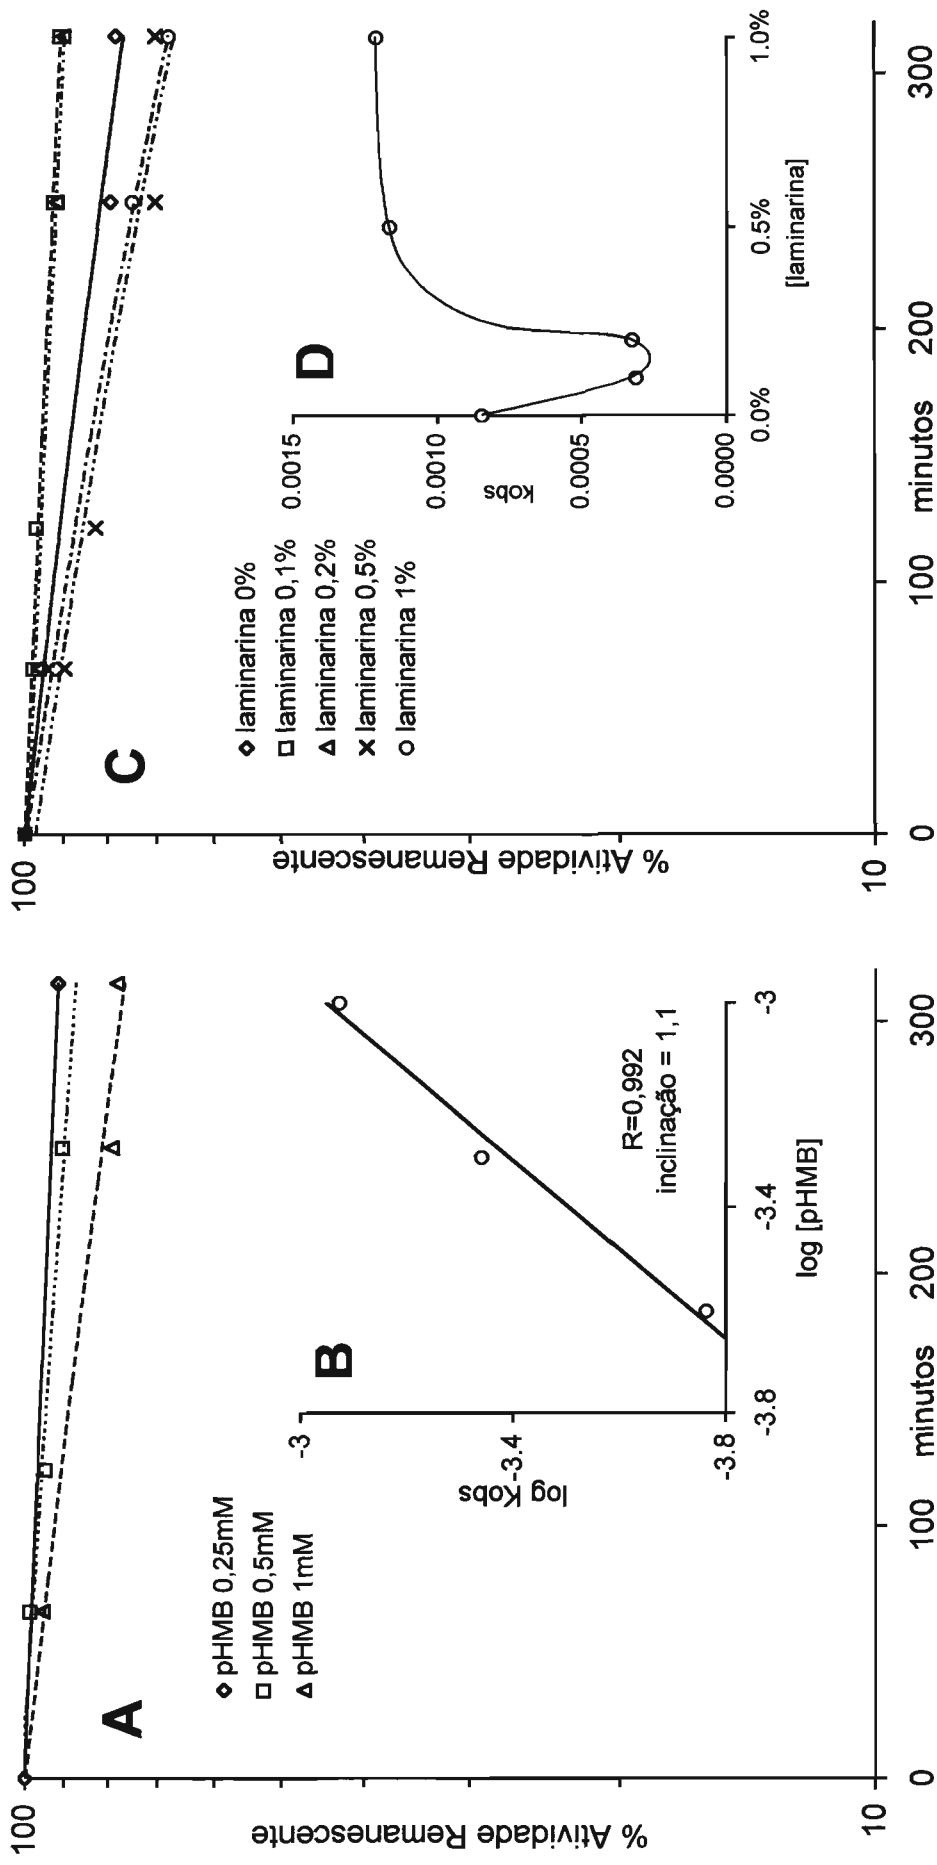 A
100
10
% Atividade Remanescente
0
100
200
300
minutos
pHMB 0,25mM
pHMB 0,5mM
pHMB 1mM
B
-3
-3.4
-3.8
log Kobs
-3.8
-3.4
-3
log [pHMB]
R=0,992
inclinação = 1,1
C
100
10
% Atividade Remanescente
0
100
200
300
minutos
laminarina 0%
laminarina 0,1%
laminarina 0,2%
laminarina 0,5%
laminarina 1%
D
0.0015
0.0010
0.0005
0.0000
kobs
0.0%
0.5%
1.0%
[laminarina]